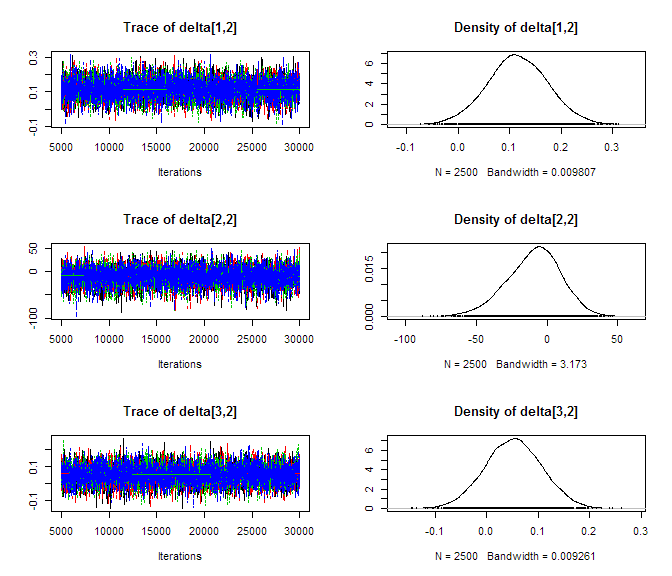 Trace of delta[1,2]
0.3
0.1
-0.1
5000 10000 15000 20000 25000 30000
Iterations
Density of delta[1,2]
6
4
2
0
-0.1 0.0 0.1 0.2 0.3
N = 2500 Bandwidth = 0.009807
Trace of delta[2,2]
50
0
-100
5000 10000 15000 20000 25000 30000
Iterations
Density of delta[2,2]
0.015
0.000
-100 -50 0 50
N = 2500 Bandwidth = 3.173
Trace of delta[3,2]
0.1
-0.1
5000 10000 15000 20000 25000 30000
Iterations
Density of delta[3,2]
6
4
2
0
-0.1 0.0 0.1 0.2 0.3
N = 2500 Bandwidth = 0.009261